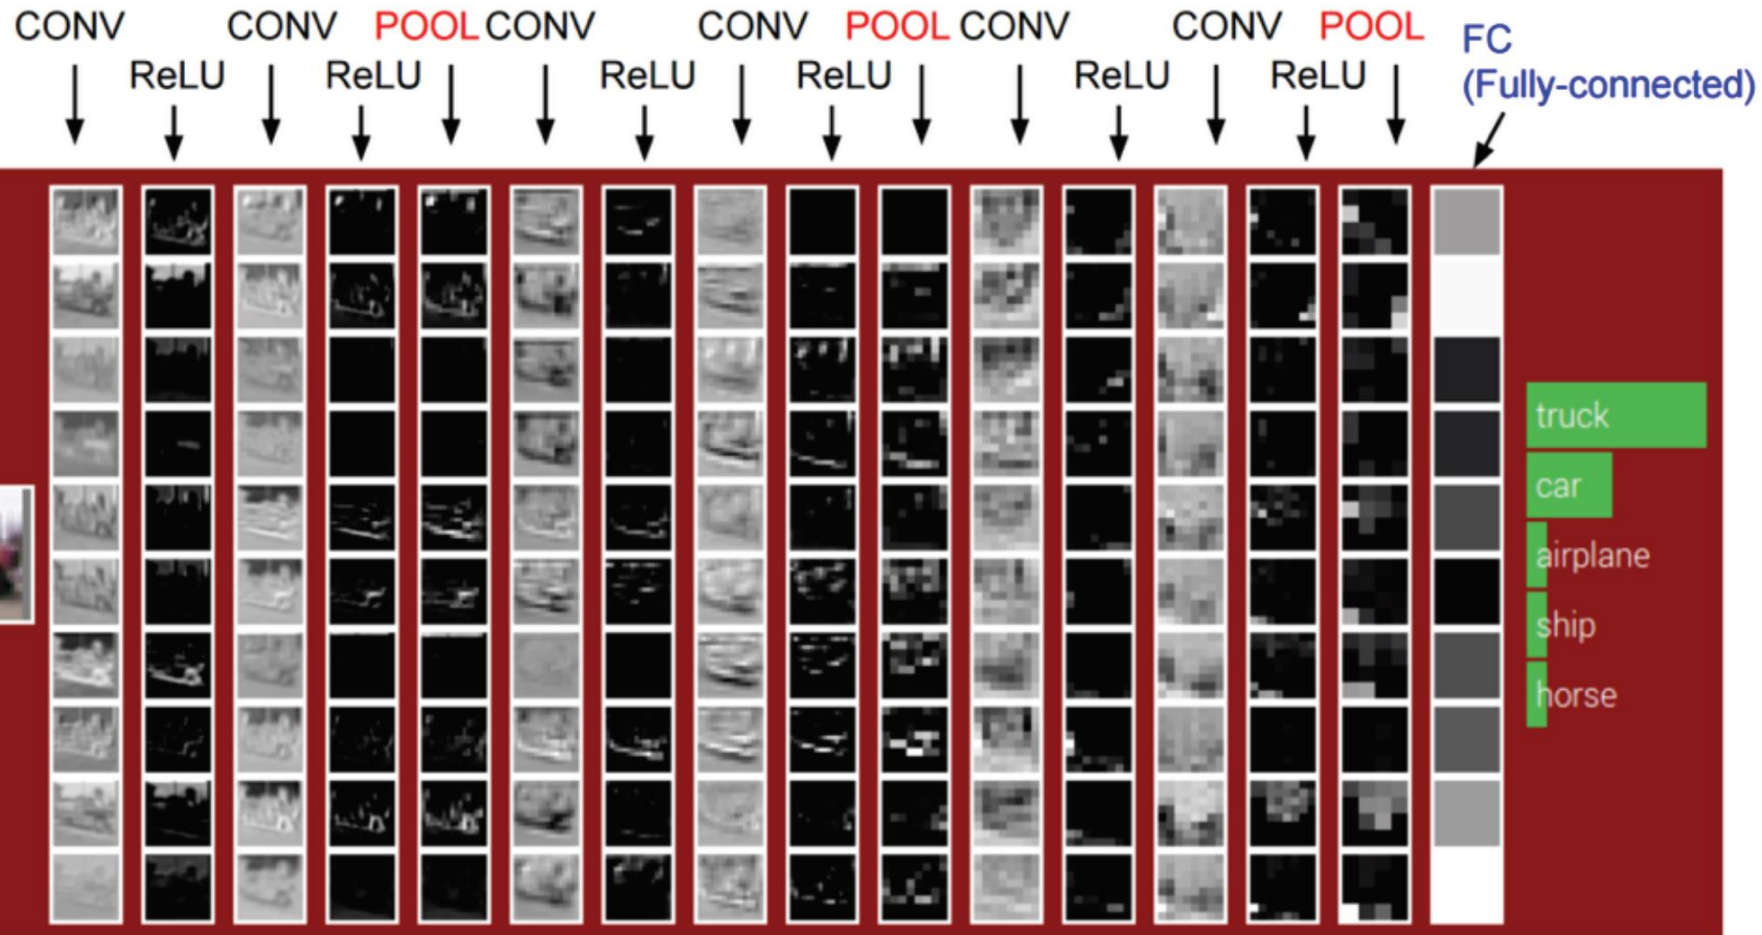 CONV CONV POOL CONV CONV POOL CONV CONV POOL
ReLU ReLU ReLU ReLU ReLU ReLU
FC
(Fully-connected)
truck
car
airplane
ship
horse